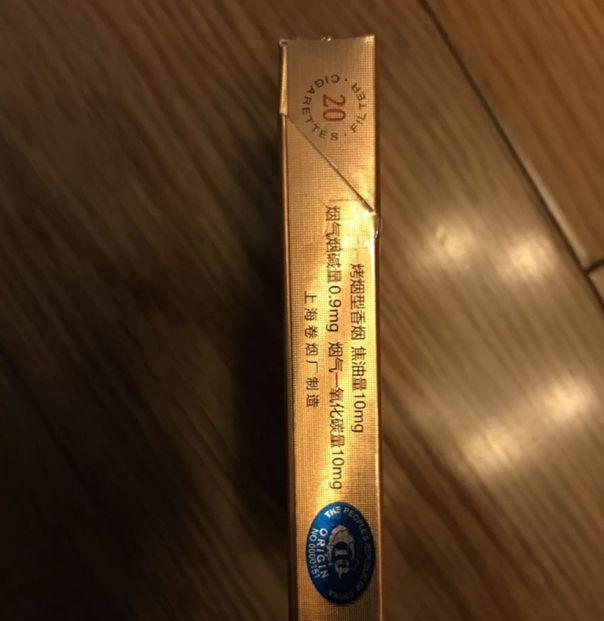 FILTER · CIGARETTES ·
20
烤烟型香烟 焦油量10mg
烟气烟碱量0.9mg 烟气一氧化碳量10mg
上海卷烟厂制造
THE PEOPLE'S REPUBLIC OF CHINA
ORIGIN
NO.0000151